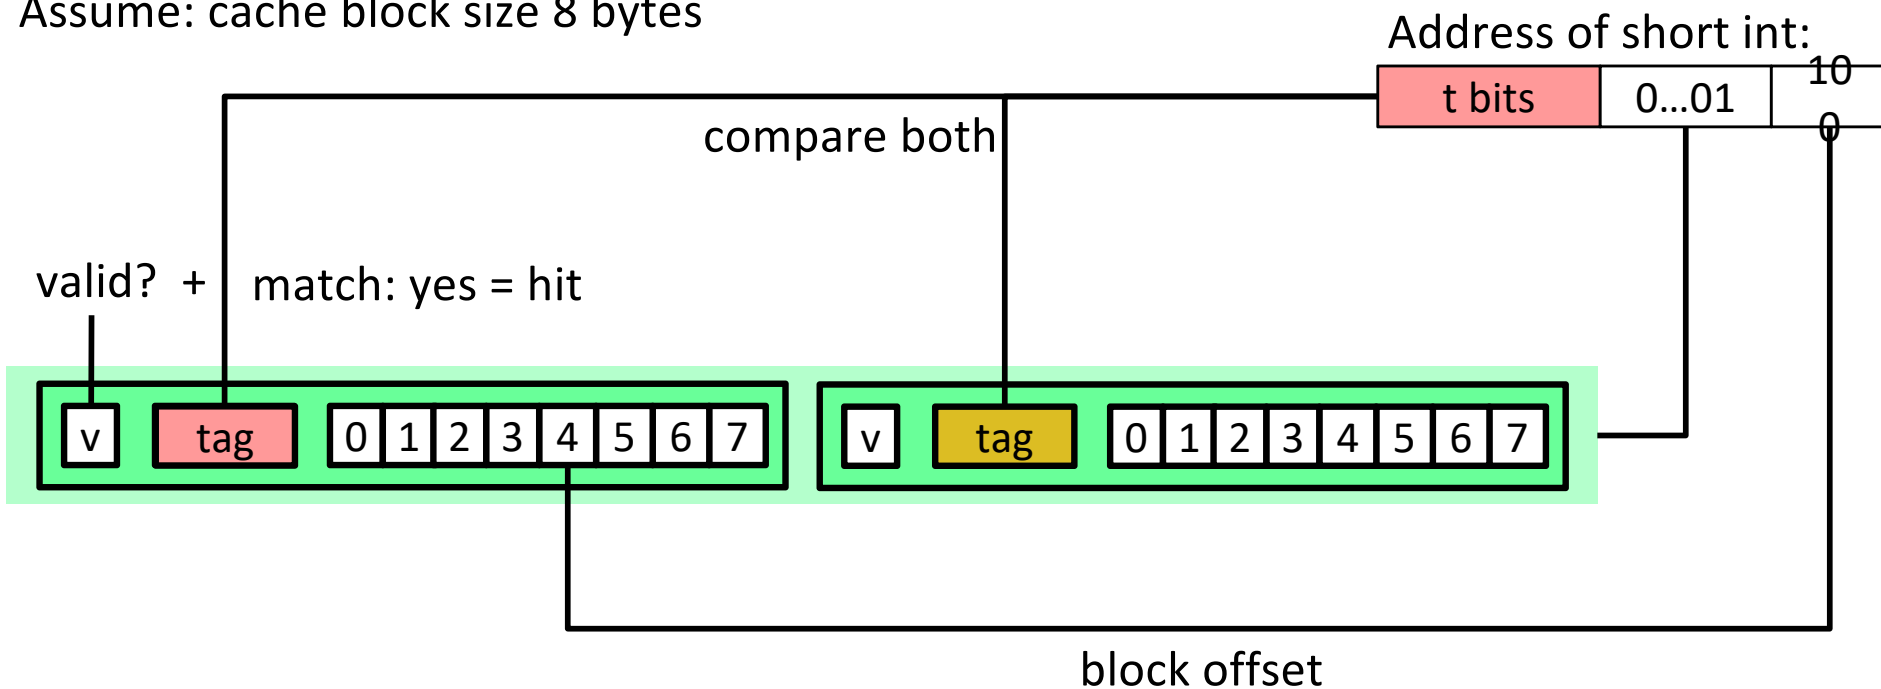 Assume: cache block size 8 bytes
Address of short int:
t bits 0...01 10
0
compare both
valid? + match: yes = hit
v tag 0 1 2 3 4 5 6 7 v tag 0 1 2 3 4 5 6 7
block offset